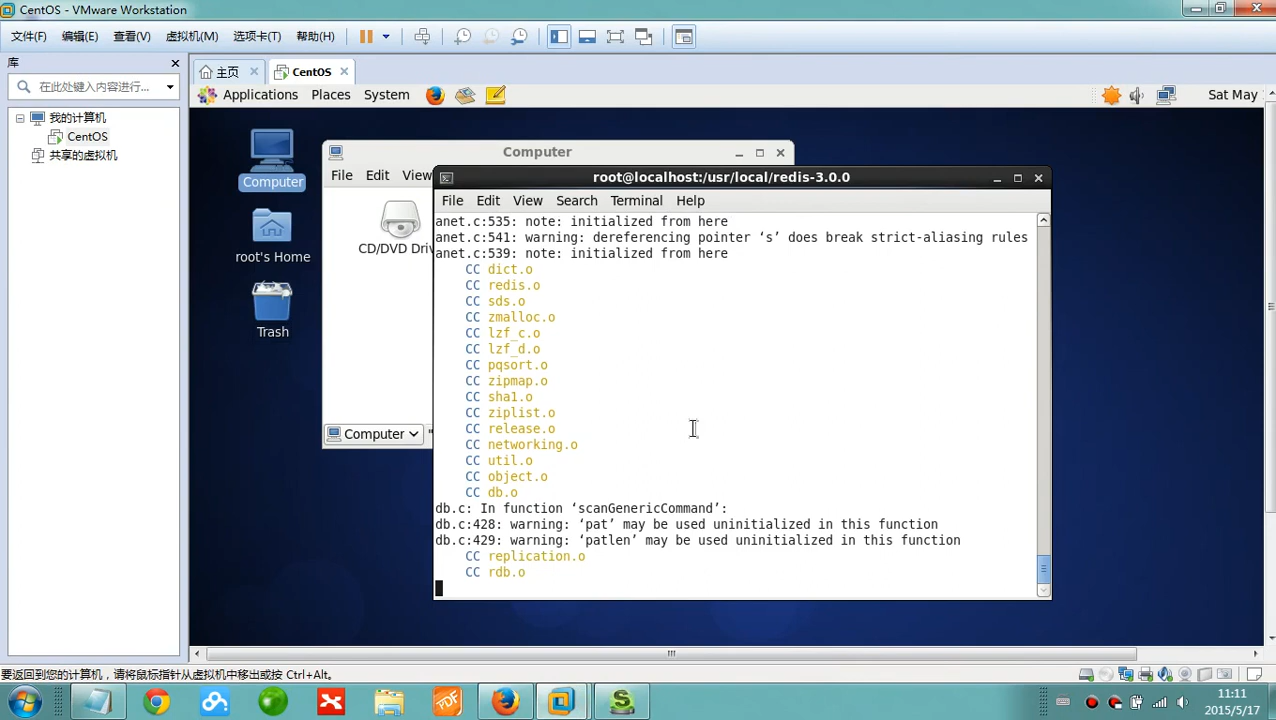 CentOS - VMware Workstation
文件(F) 编辑(E) 查看(V) 虚拟机(M) 选项卡(T) 帮助(H)
库
在此处键入内容进行...
我的计算机
CentOS
共享的虚拟机
主页 CentOS
Applications Places System Sat May
Computer
root's Home
Trash
Computer
File Edit View
CD/DVD Driv
Computer "
root@localhost:/usr/local/redis-3.0.0
File Edit View Search Terminal Help
anet.c:535: note: initialized from here
anet.c:541: warning: dereferencing pointer ‘s’ does break strict-aliasing rules
anet.c:539: note: initialized from here
CC dict.o
CC redis.o
CC sds.o
CC zmalloc.o
CC lzf_c.o
CC lzf_d.o
CC pqsort.o
CC zipmap.o
CC sha1.o
CC ziplist.o
CC release.o
CC networking.o
CC util.o
CC object.o
CC db.o
db.c: In function ‘scanGenericCommand’:
db.c:428: warning: ‘pat’ may be used uninitialized in this function
db.c:429: warning: ‘patlen’ may be used uninitialized in this function
CC replication.o
CC rdb.o
要返回到您的计算机，请将鼠标指针从虚拟机中移出或按 Ctrl+Alt。
PDF
11:11
2015/5/17